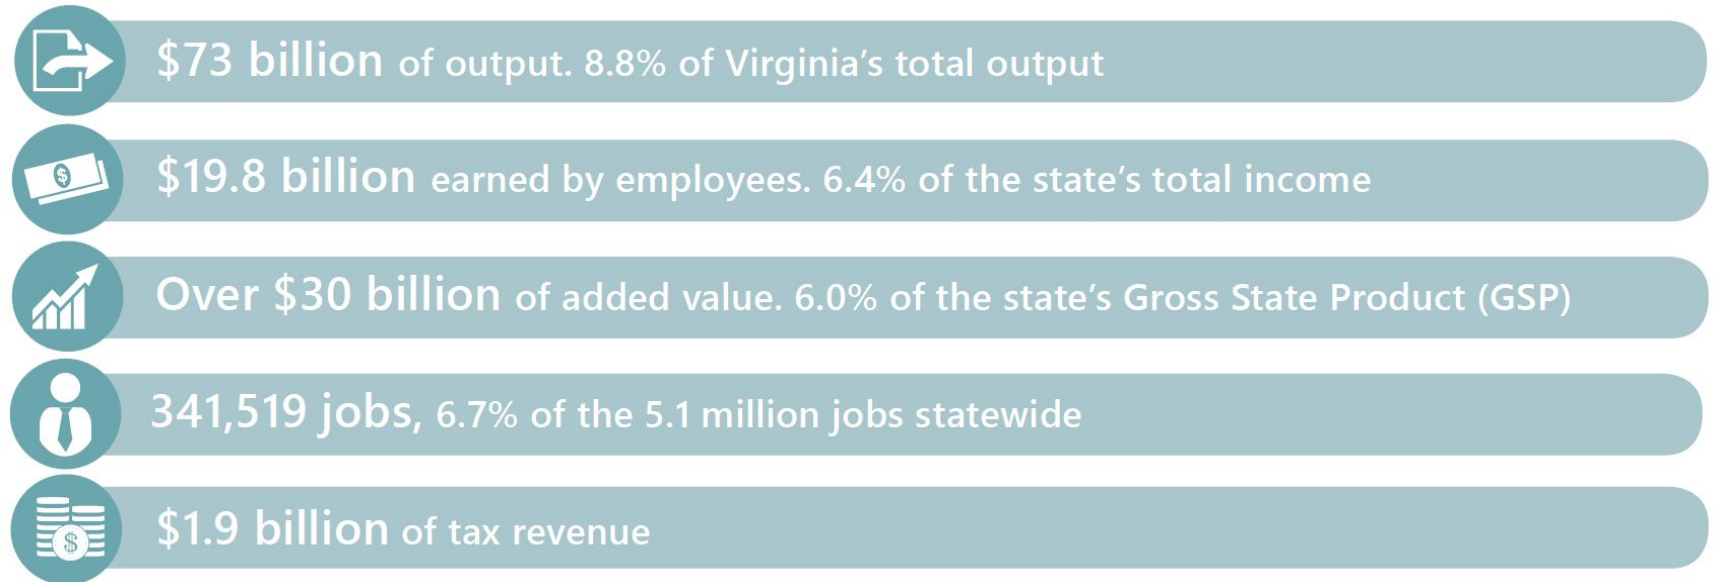 $73 billion of output. 8.8% of Virginia's total output
$19.8 billion earned by employees. 6.4% of the state's total income
Over $30 billion of added value. 6.0% of the state's Gross State Product (GSP)
341,519 jobs, 6.7% of the 5.1 million jobs statewide
$1.9 billion of tax revenue